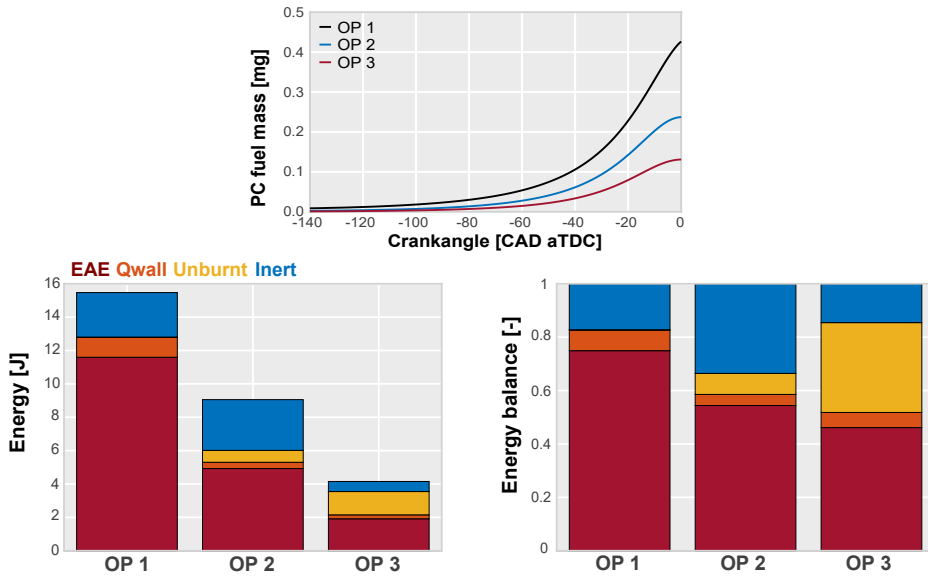 0.5
0.4
0.3
0.2
0.1
0.0
PC fuel mass [mg]
OP 1
OP 2
OP 3
-140 -120 -100 -80 -60 -40 -20 0
Crankangle [CAD aTDC]
EAE Qwall Unburnt Inert
16
14
12
10
8
6
4
2
0
Energy [J]
OP 1 OP 2 OP 3
1
0.8
0.6
0.4
0.2
0
Energy balance [-]
OP 1 OP 2 OP 3